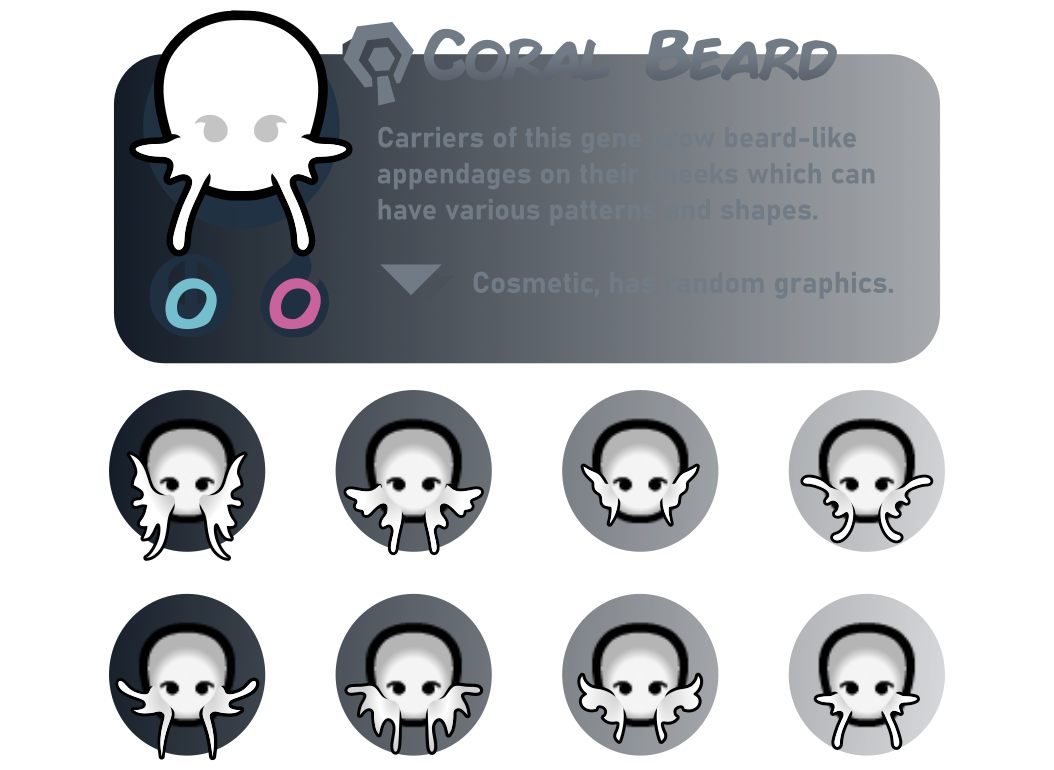 Coral Beard
Carriers of this gene grow beard-like
appendages on their cheeks which can
have various patterns and shapes.
Cosmetic, has random graphics.
O O